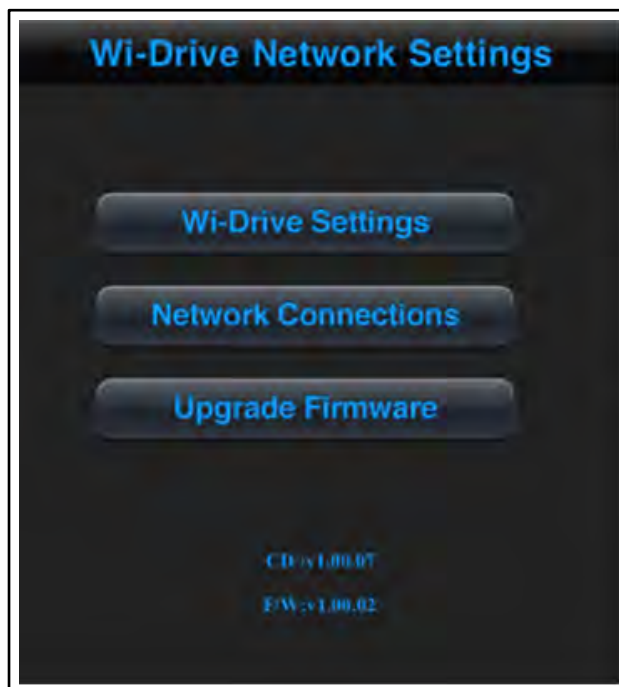 Wi-Drive Network Settings
Wi-Drive Settings
Network Connections
Upgrade Firmware
CD:v1.00.07
F/W:v1.00.02